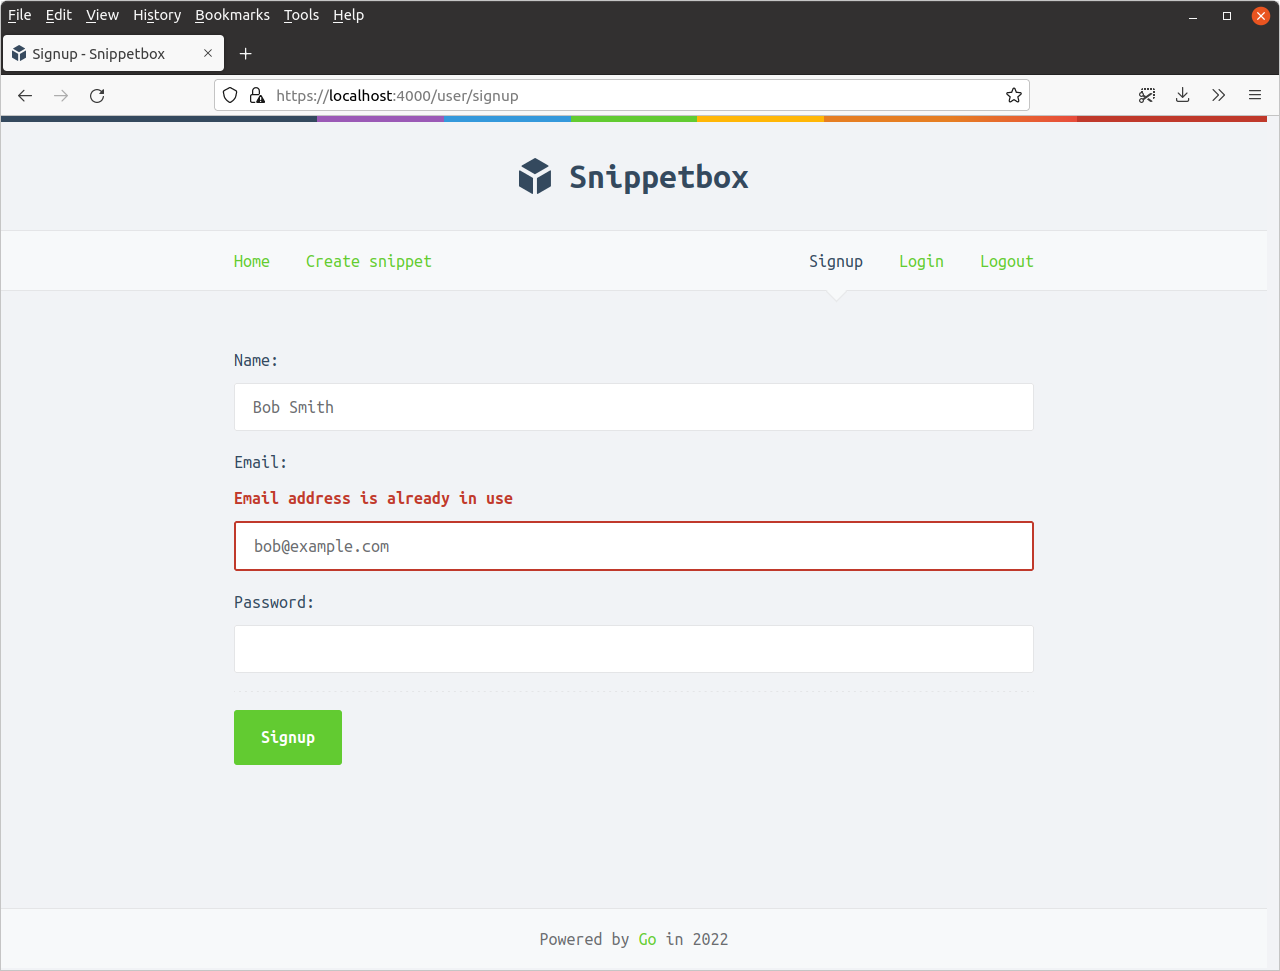 File Edit View History Bookmarks Tools Help
Signup - Snippetbox
https://localhost:4000/user/signup
Snippetbox
Home Create snippet Signup Login Logout
Name:
Bob Smith
Email:
Email address is already in use
bob@example.com
Password:
Signup
Powered by Go in 2022